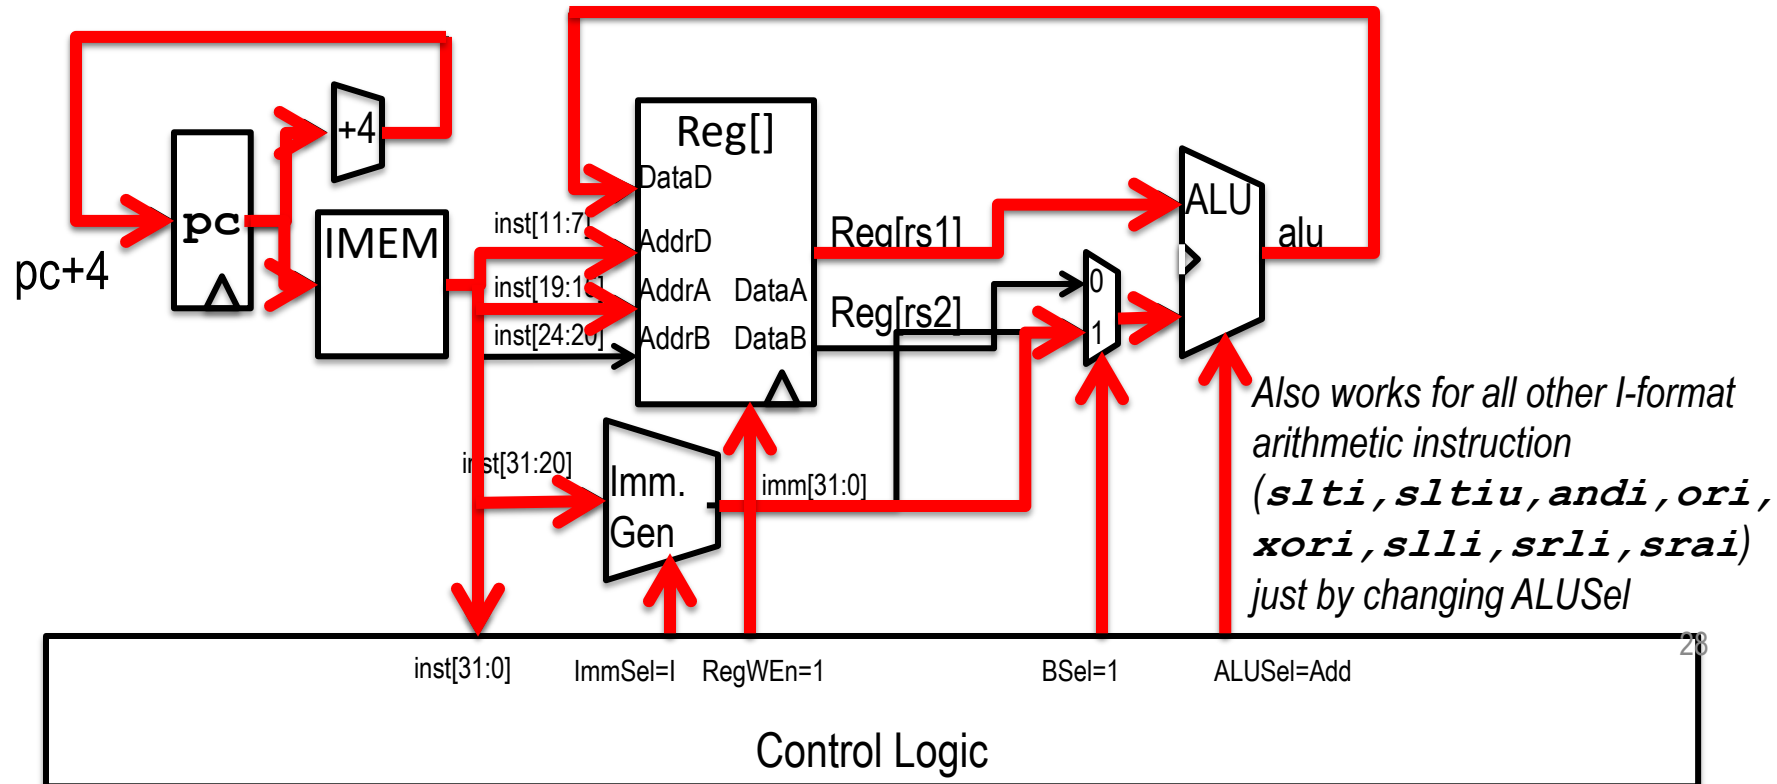 +4
Reg[]
DataD
pc
inst[11:7]
AddrD
Reg[rs1]
ALU
alu
IMEM
pc+4
inst[19:15]
AddrA
DataA
0
Reg[rs2]
inst[24:20]
AddrB
DataB
1
Also works for all other I-format
arithmetic instruction
(slti,sltiu,andi,ori,
xori,slli,srli,srai)
just by changing ALUSel
inst[31:20]
Imm.
Gen
imm[31:0]
28
inst[31:0]
ImmSel=I
RegWEn=1
BSel=1
ALUSel=Add
Control Logic